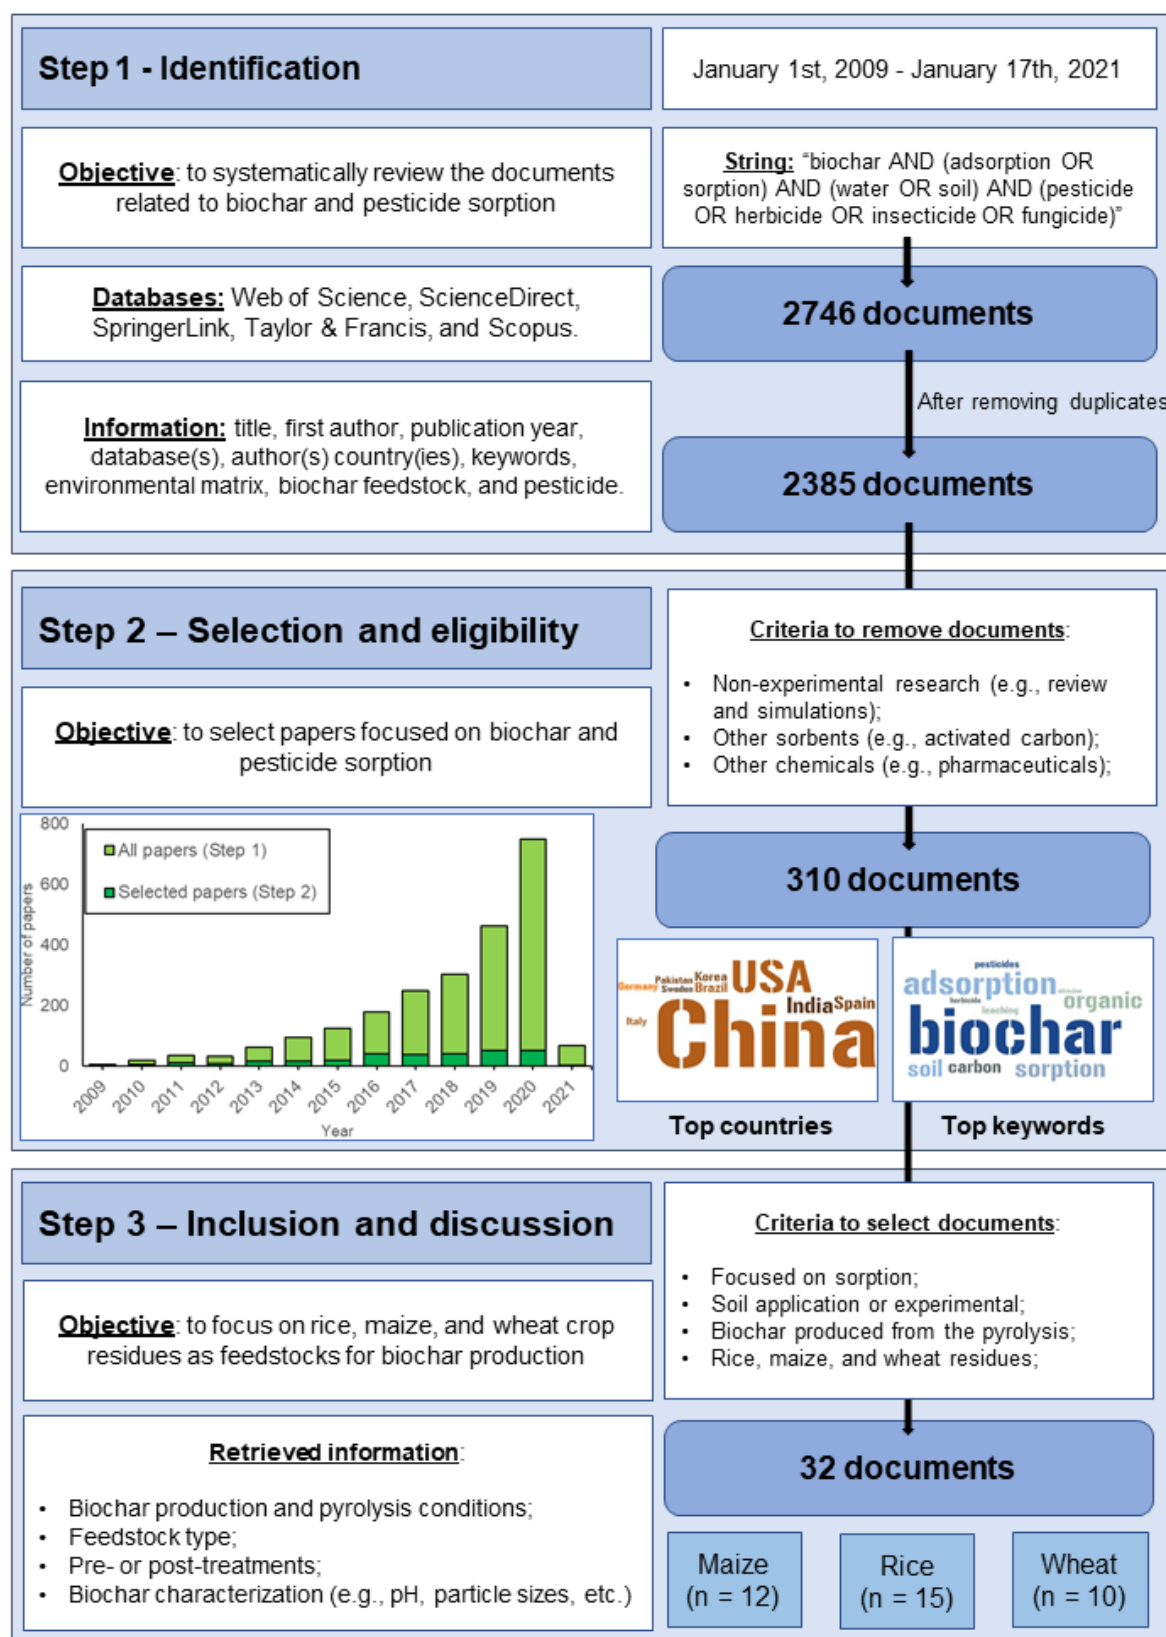 Step 1 - Identification
January 1st, 2009 - January 17th, 2021
Objective: to systematically review the documents
related to biochar and pesticide sorption
String: “biochar AND (adsorption OR
sorption) AND (water OR soil) AND (pesticide
OR herbicide OR insecticide OR fungicide)”
Databases: Web of Science, ScienceDirect,
SpringerLink, Taylor & Francis, and Scopus.
2746 documents
After removing duplicates
Information: title, first author, publication year,
database(s), author(s) country(ies), keywords,
environmental matrix, biochar feedstock, and pesticide.
2385 documents
Step 2 – Selection and eligibility
Objective: to select papers focused on biochar and
pesticide sorption
Criteria to remove documents:
• Non-experimental research (e.g., review
and simulations);
• Other sorbents (e.g., activated carbon);
• Other chemicals (e.g., pharmaceuticals);
Number of papers
800
600
400
200
0
All papers (Step 1)
Selected papers (Step 2)
2009
2010
2011
2012
2013
2014
2015
2016
2017
2018
2019
2020
2021
Year
310 documents
Germany
Pakistan
Sweden
Korea
Brazil
USA
India
Spain
Italy
China
Top countries
pesticides
adsorption
herbicide
leaching
organic
biochar
soil
carbon
sorption
Top keywords
Step 3 – Inclusion and discussion
Objective: to focus on rice, maize, and wheat crop
residues as feedstocks for biochar production
Criteria to select documents:
• Focused on sorption;
• Soil application or experimental;
• Biochar produced from the pyrolysis;
• Rice, maize, and wheat residues;
Retrieved information:
• Biochar production and pyrolysis conditions;
• Feedstock type;
• Pre- or post-treatments;
• Biochar characterization (e.g., pH, particle sizes, etc.)
32 documents
Maize
(n = 12)
Rice
(n = 15)
Wheat
(n = 10)